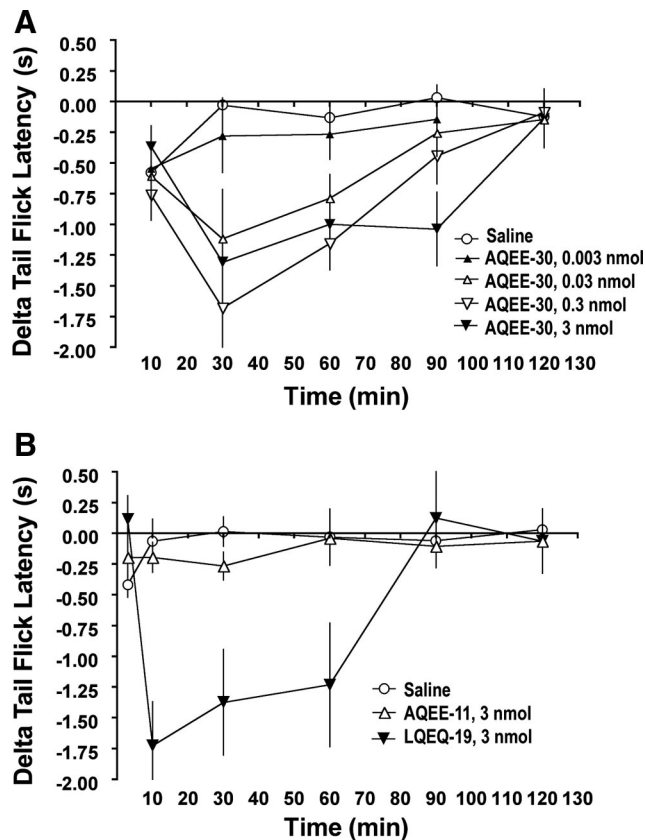 A
Delta Tail Flick Latency (s)
0.50
0.25
0.00
-0.25
-0.50
-0.75
-1.00
-1.25
-1.50
-1.75
-2.00
Saline
AQEE-30, 0.003 nmol
AQEE-30, 0.03 nmol
AQEE-30, 0.3 nmol
AQEE-30, 3 nmol
10 20 30 40 50 60 70 80 90 100 110 120 130
Time (min)
B
Delta Tail Flick Latency (s)
0.50
0.25
0.00
-0.25
-0.50
-0.75
-1.00
-1.25
-1.50
-1.75
-2.00
Saline
AQEE-11, 3 nmol
LQEQ-19, 3 nmol
10 20 30 40 50 60 70 80 90 100 110 120 130
Time (min)